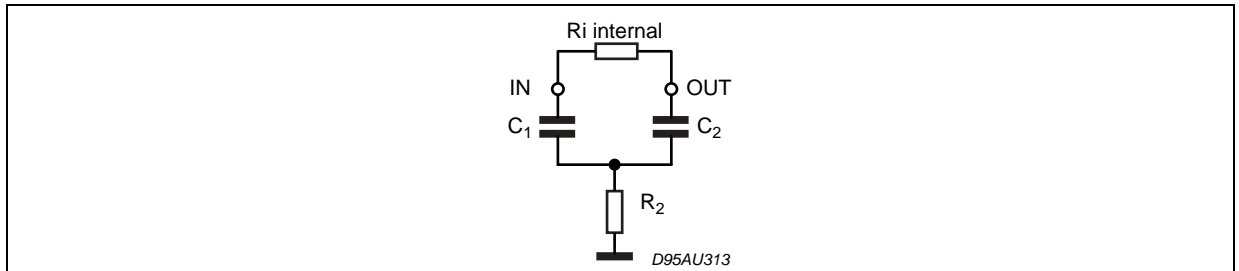 Ri internal
IN
OUT
C1
C2
R2
D95AU313